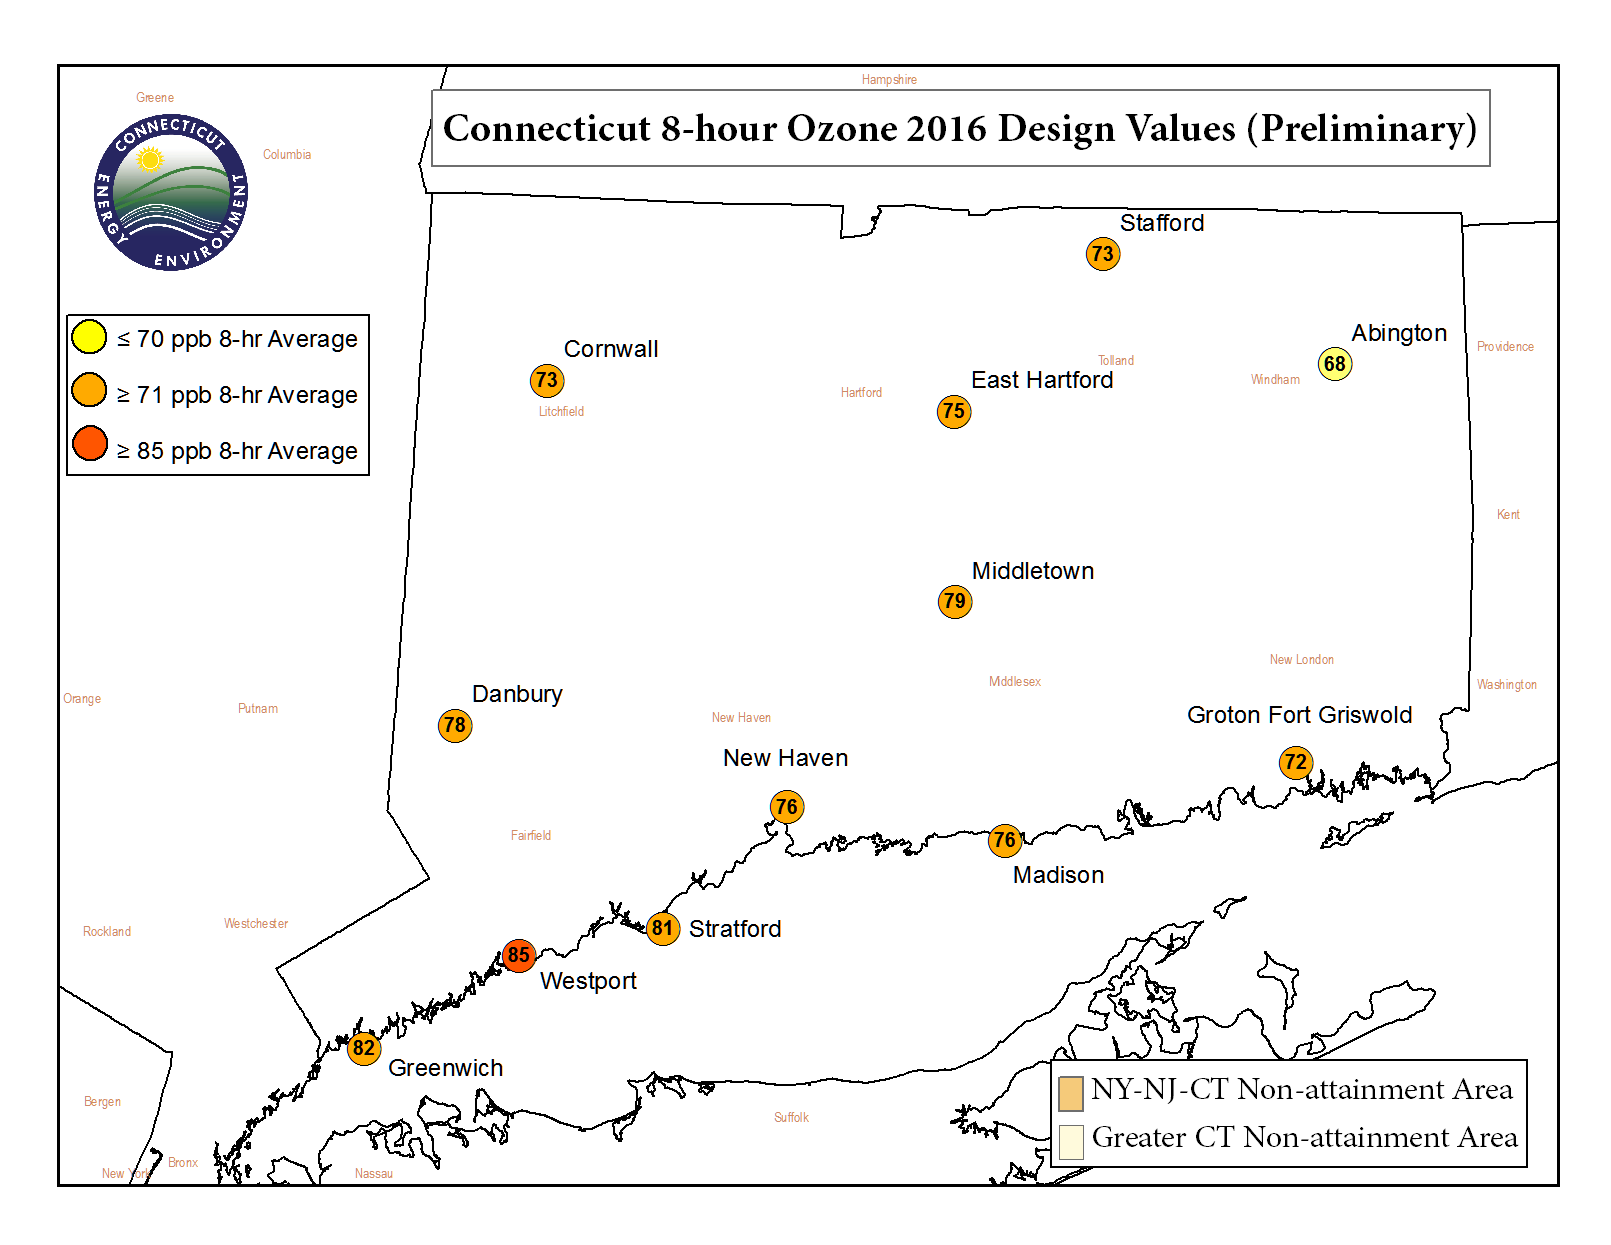 Hampshire
Greene
Connecticut 8-hour Ozone 2016 Design Values (Preliminary)
CONNECTICUT
ENERGY
ENVIRONMENT
Columbia
Stafford
73
≤ 70 ppb 8-hr Average
≥ 71 ppb 8-hr Average
≥ 85 ppb 8-hr Average
Abington
68
Providence
Cornwall
73
Litchfield
Tolland
Windham
East Hartford
75
Hartford
Kent
Middletown
79
New London
Middlesex
Washington
Orange
Putnam
Danbury
78
New Haven
New Haven
76
Groton Fort Griswold
72
Fairfield
76
Madison
Rockland
Westchester
81
Stratford
85
Westport
82
Greenwich
Bergen
Suffolk
NY-NJ-CT Non-attainment Area
Greater CT Non-attainment Area
Bronx
New York
Nassau